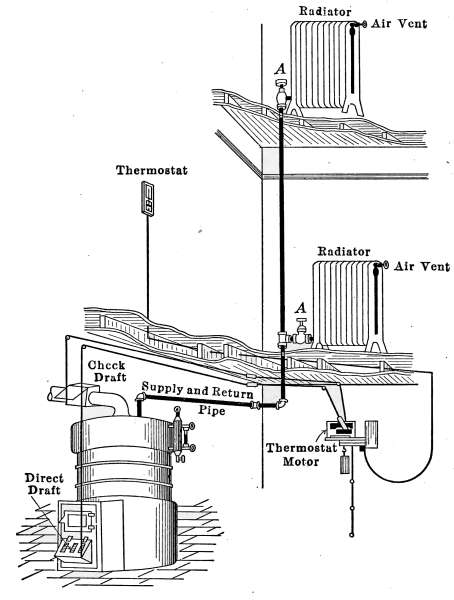 Radiator
Air Vent
A
Thermostat
Radiator
Air Vent
A
Check
Draft
Supply and Return
Pipe
Thermostat
Motor
Direct
Draft